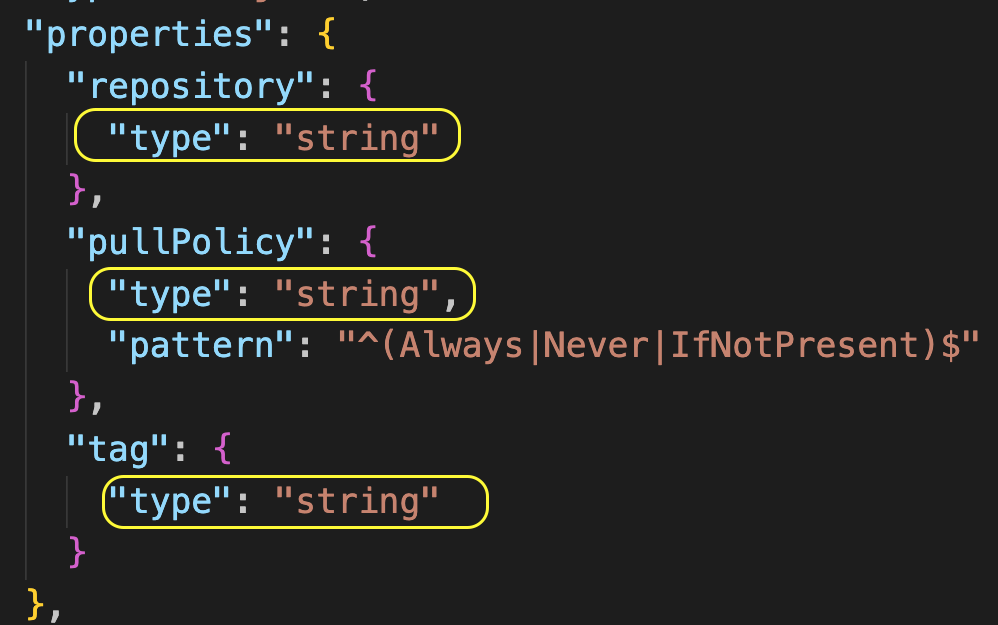 "properties": {
"repository": {
"type": "string"
},
"pullPolicy": {
"type": "string",
"pattern": "^(Always|Never|IfNotPresent)$"
},
"tag": {
"type": "string"
}
},